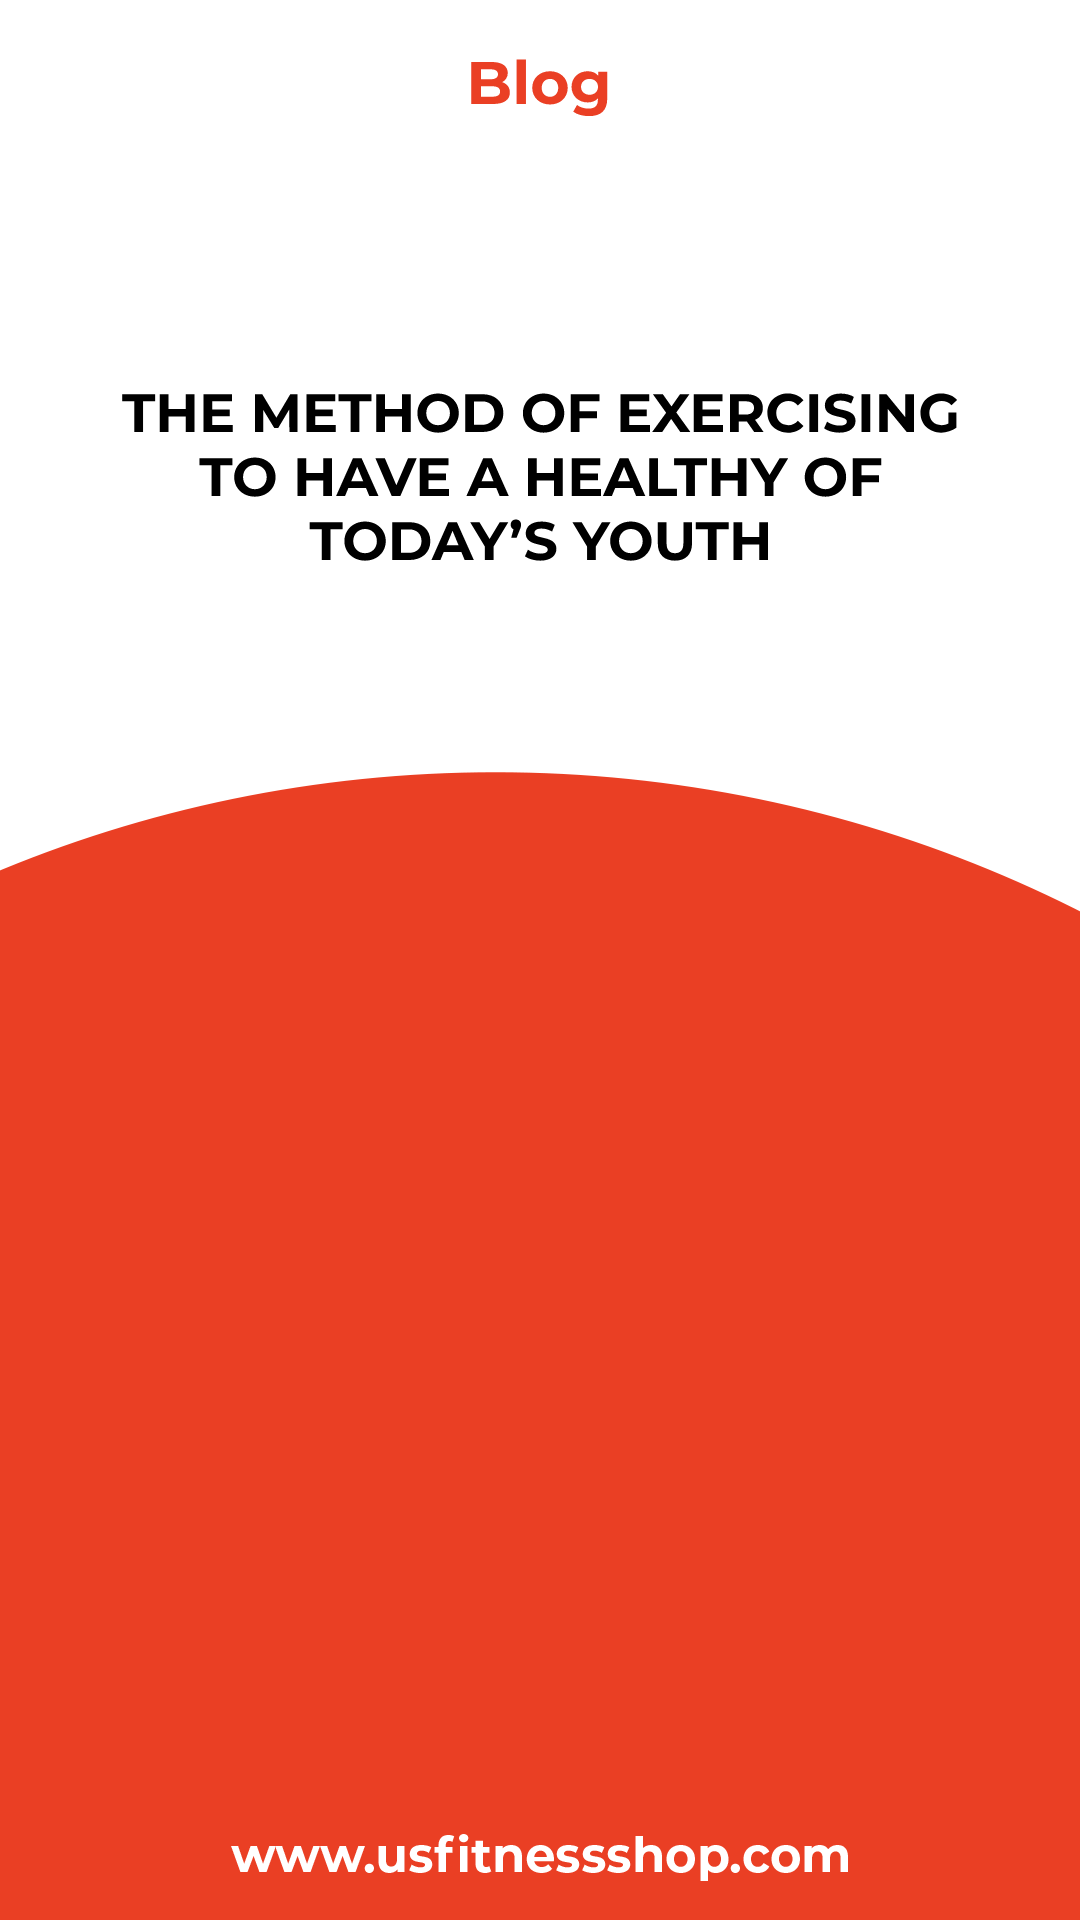 Blog
THE METHOD OF EXERCISING
TO HAVE A HEALTHY OF
TODAY’S YOUTH
www.usfitnessshop.com